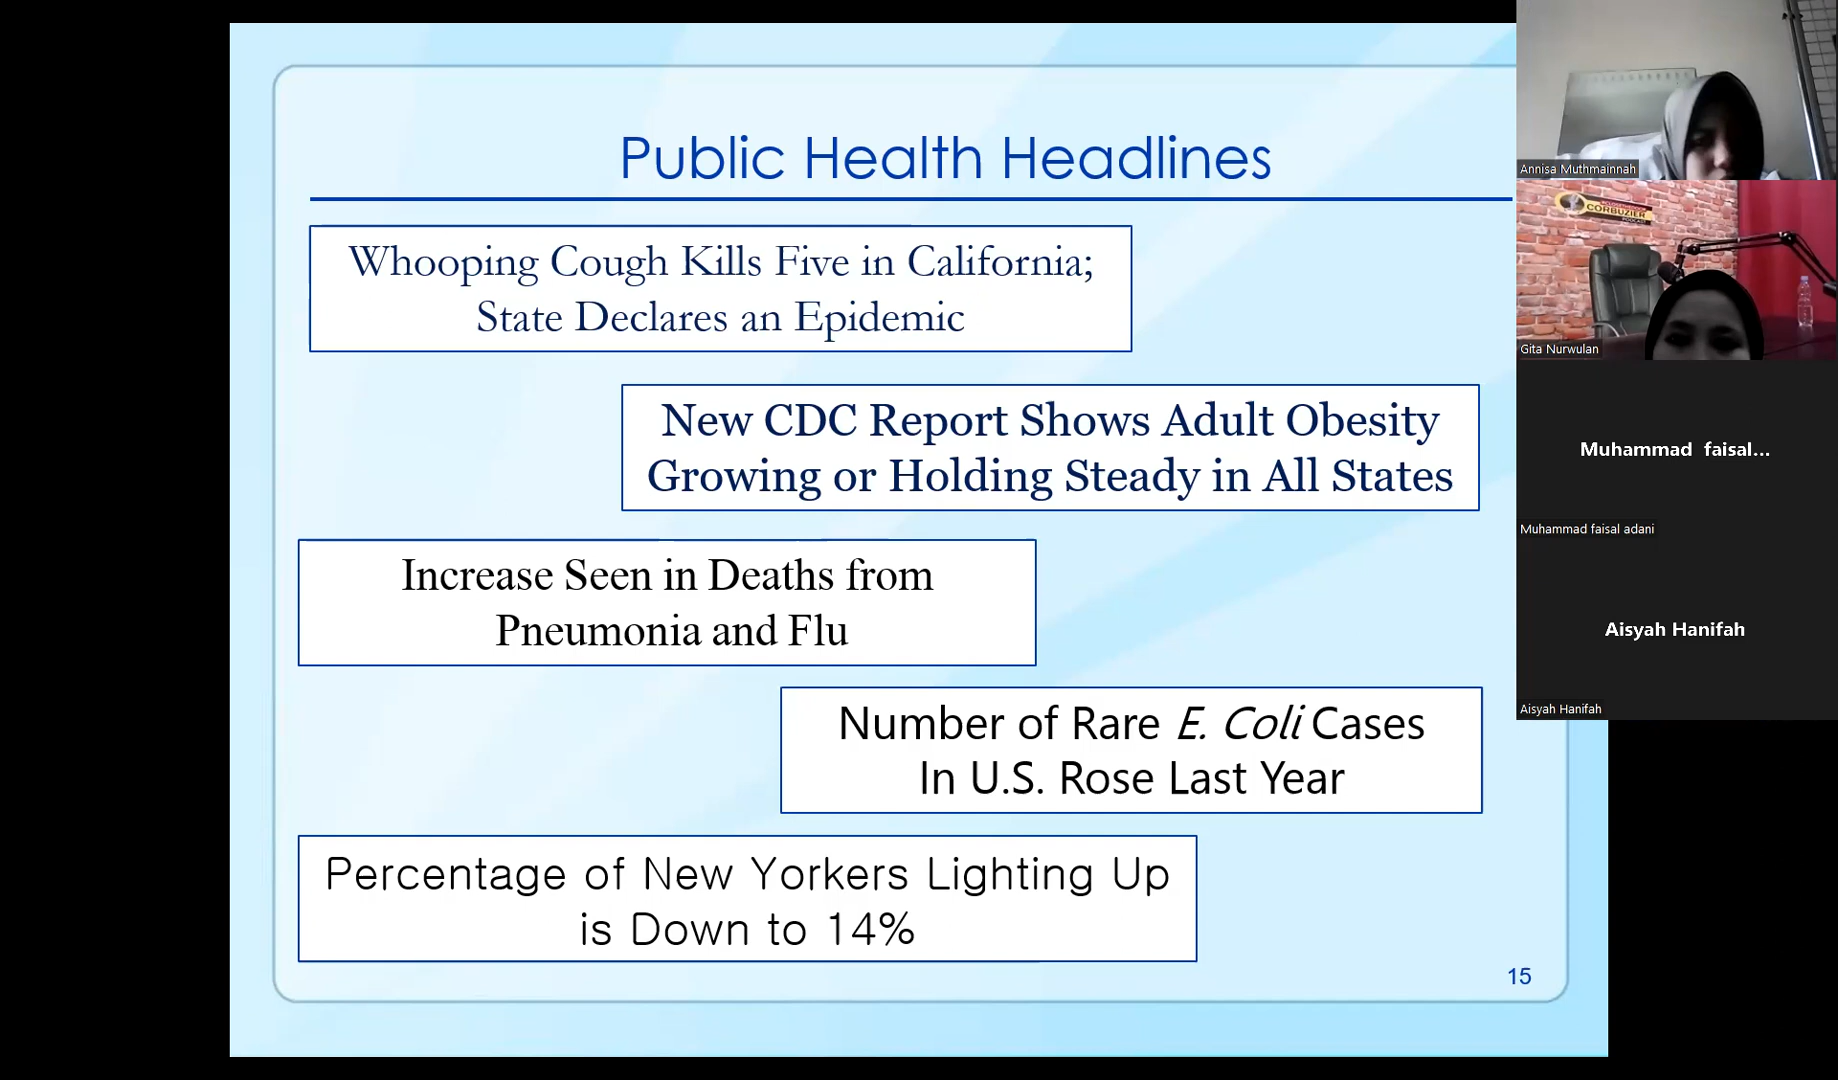 Public Health Headlines
Whooping Cough Kills Five in California;
State Declares an Epidemic
New CDC Report Shows Adult Obesity
Growing or Holding Steady in All States
Increase Seen in Deaths from
Pneumonia and Flu
Number of Rare E. Coli Cases
In U.S. Rose Last Year
Percentage of New Yorkers Lighting Up
is Down to 14%
15
Annisa Muthmainnah
CORBUZIER
PODCAST
Gita Nurwulan
Muhammad faisal...
Muhammad faisal adani
Aisyah Hanifah
Aisyah Hanifah